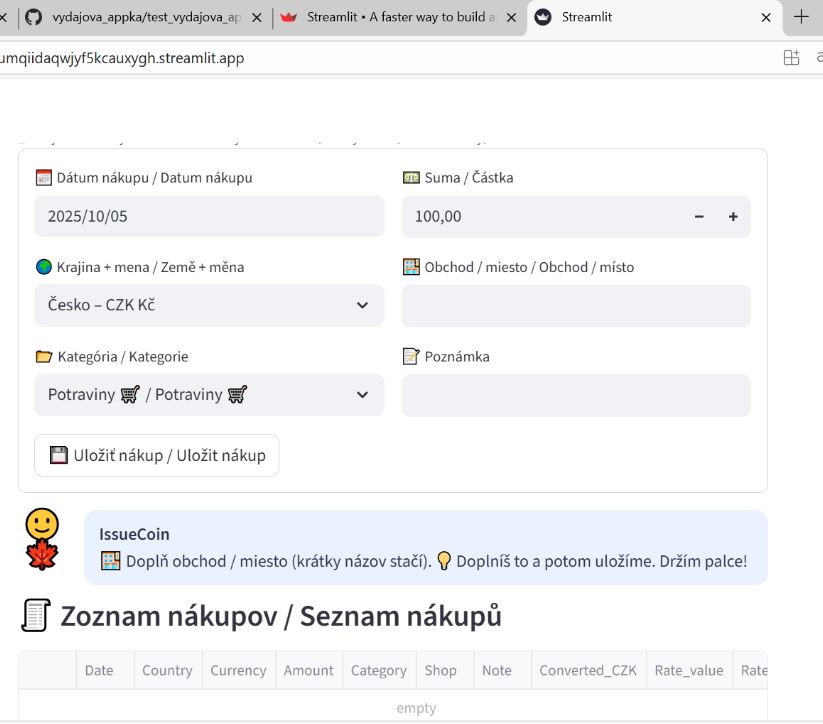 vydajova_appka/test_vydajova_ap
Streamlit • A faster way to build a
Streamlit
umqiidaqwjyf5kcauxygh.streamlit.app
Dátum nákupu / Datum nákupu
Suma / Částka
2025/10/05
100,00
Krajina + mena / Země + měna
Obchod / miesto / Obchod / místo
Česko – CZK Kč
Kategória / Kategorie
Poznámka
Potraviny 🛒 / Potraviny 🛒
Uložiť nákup / Uložit nákup
IssueCoin
Doplň obchod / miesto (krátky názov stačí). 💡 Doplníš to a potom uložíme. Držím palce!
Zoznam nákupov / Seznam nákupů
Date Country Currency Amount Category Shop Note Converted_CZK Rate_value Rate
empty